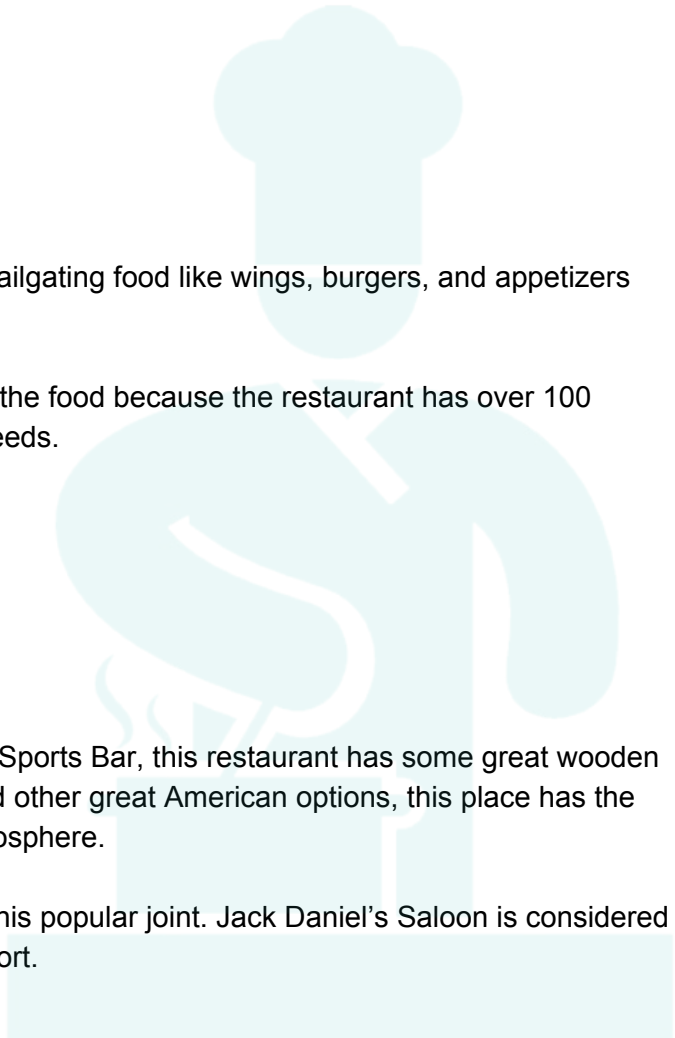 ailgating food like wings, burgers, and appetizers
the food because the restaurant has over 100
eeds.
Sports Bar, this restaurant has some great wooden
d other great American options, this place has the
osphere.
his popular joint. Jack Daniel’s Saloon is considered
ort.